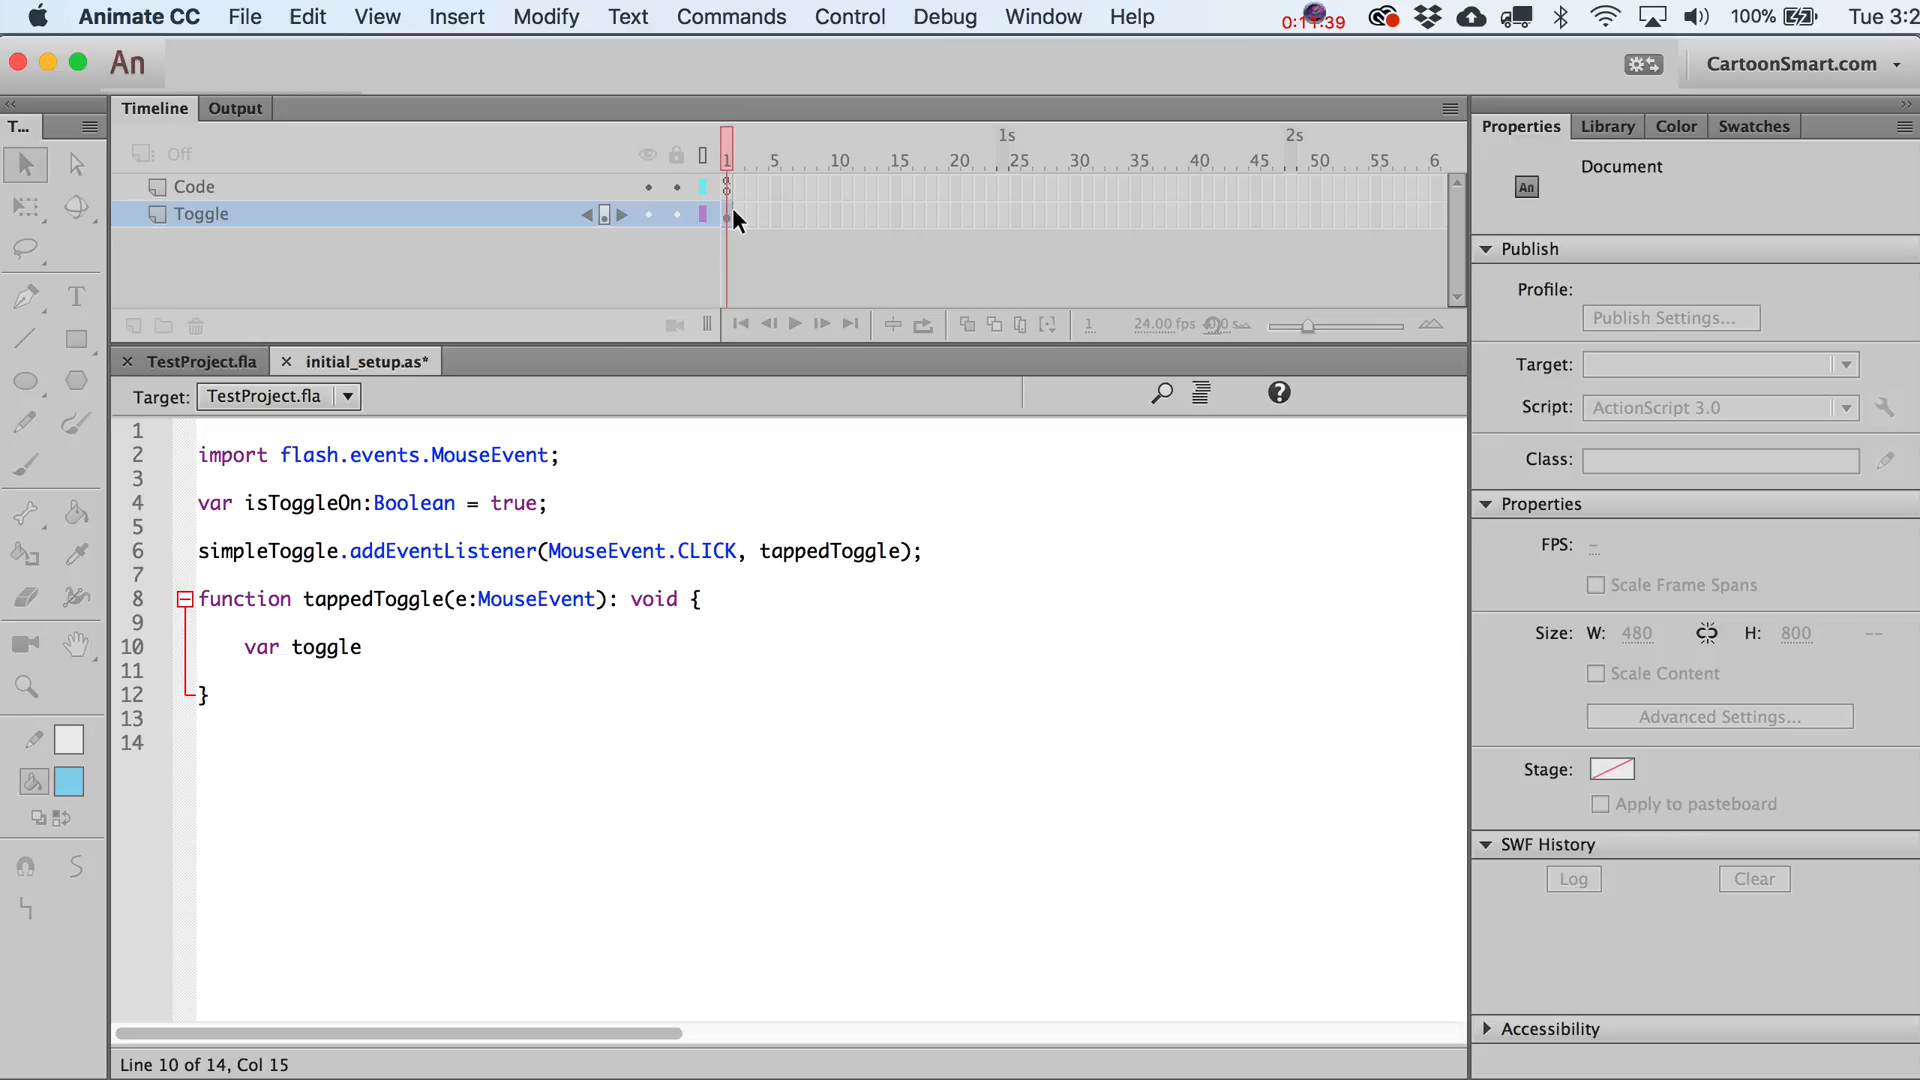 Animate CC File Edit View Insert Modify Text Commands Control Debug Window Help 0:11:39 100% Tue 3:2
An CartoonSmart.com
T...
Timeline Output
Off
1s 2s
1 5 10 15 20 25 30 35 40 45 50 55 6
Code
Toggle
1 24.00 fps
TestProject.fla initial_setup.as*
Target: TestProject.fla
1
2 import flash.events.MouseEvent;
3
4 var isToggleOn:Boolean = true;
5
6 simpleToggle.addEventListener(MouseEvent.CLICK, tappedToggle);
7
8 function tappedToggle(e:MouseEvent): void {
9
10 var toggle
11
12 }
13
14
Line 10 of 14, Col 15
Properties Library Color Swatches
Document
An
Publish
Profile:
Publish Settings...
Target:
Script: ActionScript 3.0
Class:
Properties
FPS: --
Scale Frame Spans
Size: W: 480 H: 800 --
Scale Content
Advanced Settings...
Stage:
Apply to pasteboard
SWF History
Log Clear
Accessibility